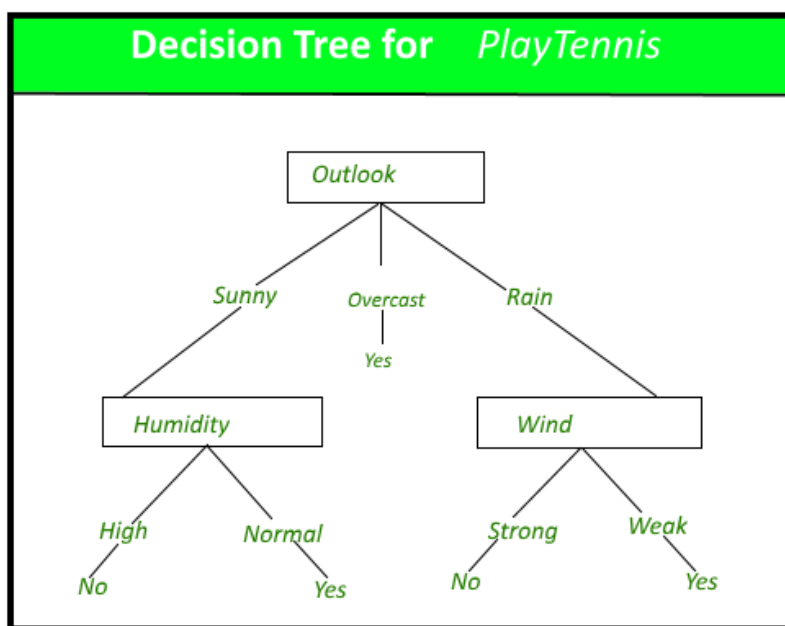 Decision Tree for PlayTennis
Outlook
Sunny Overcast Rain
Yes
Humidity Wind
High Normal Strong Weak
No Yes No Yes